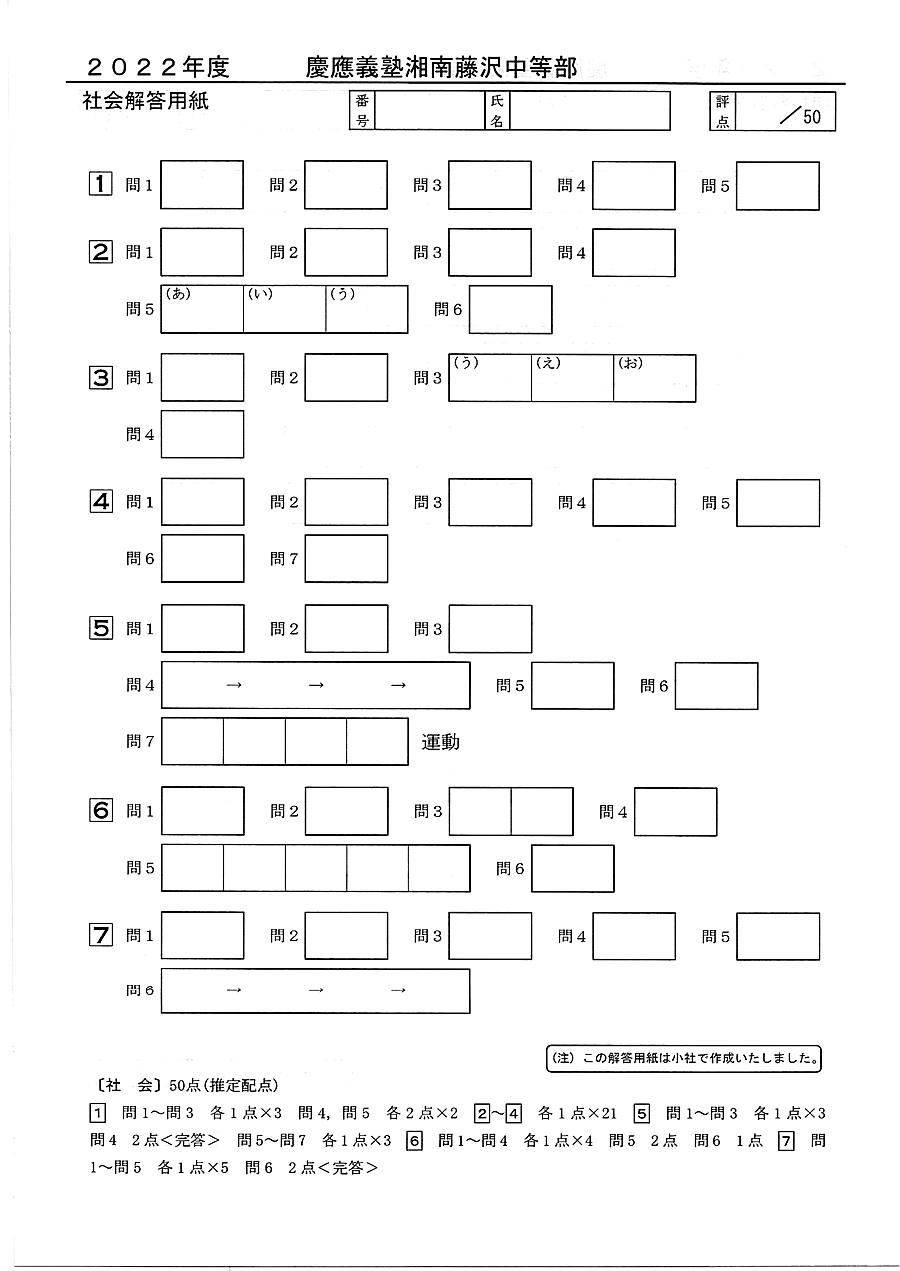 ２０２２年度　慶應義塾湘南藤沢中等部
社会解答用紙　番号　氏名　評点　／50
1　問1　問2　問3　問4　問5
2　問1　問2　問3　問4
問5　(あ)　(い)　(う)　問6
3　問1　問2　問3　(う)　(え)　(お)
問4
4　問1　問2　問3　問4　問5
問6　問7
5　問1　問2　問3
問4　→　→　→　問5　問6
問7　運動
6　問1　問2　問3　問4
問5　問6
7　問1　問2　問3　問4　問5
問6　→　→　→
(注) この解答用紙は小社で作成いたしました。
〔社　会〕50点(推定配点)
1　問1～問3　各1点×3　問4，問5　各2点×2　2～4　各1点×21　5　問1～問3　各1点×3
問4　2点＜完答＞　問5～問7　各1点×3　6　問1～問4　各1点×4　問5　2点　問6　1点　7　問
1～問5　各1点×5　問6　2点＜完答＞